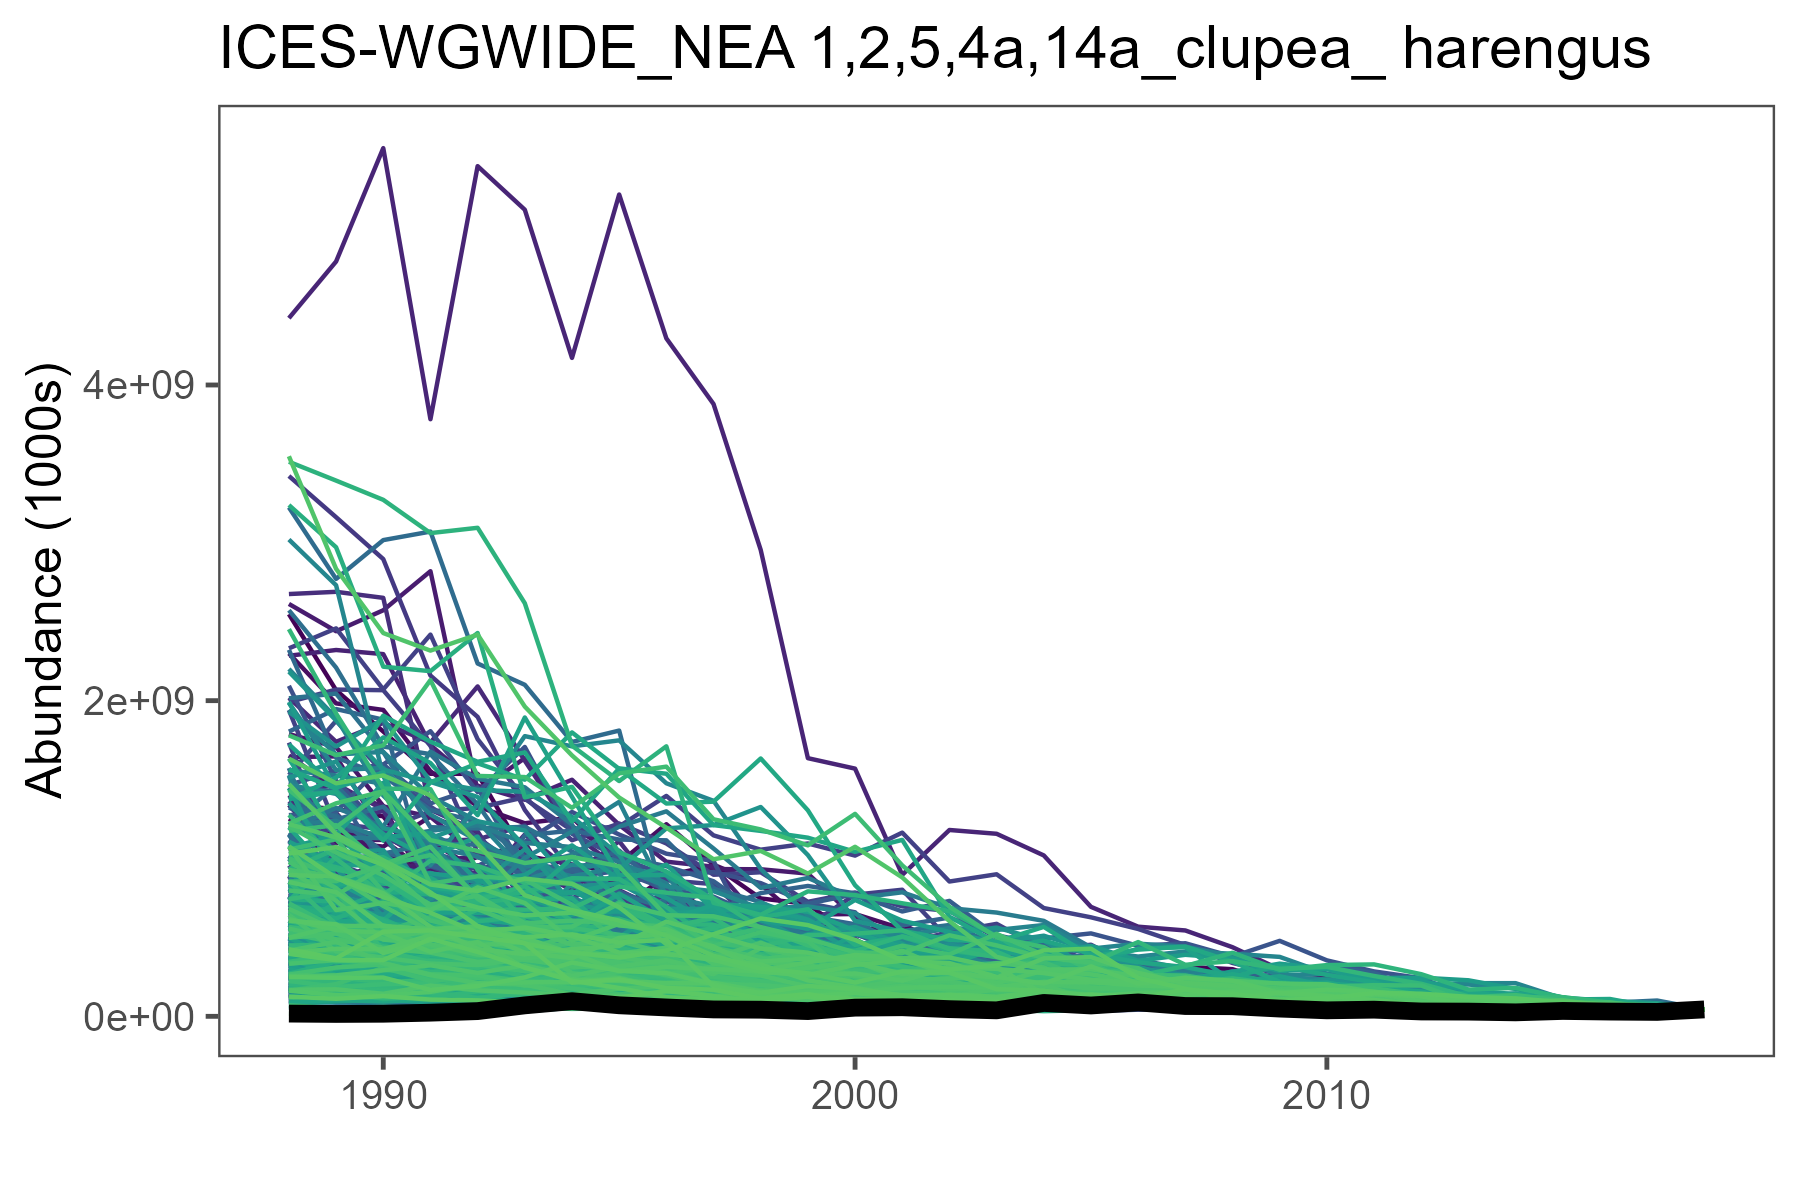 ICES-WGWIDE_NEA 1,2,5,4a,14a_clupea_ harengus
Abundance (1000s)
4e+09
2e+09
0e+00
1990
2000
2010